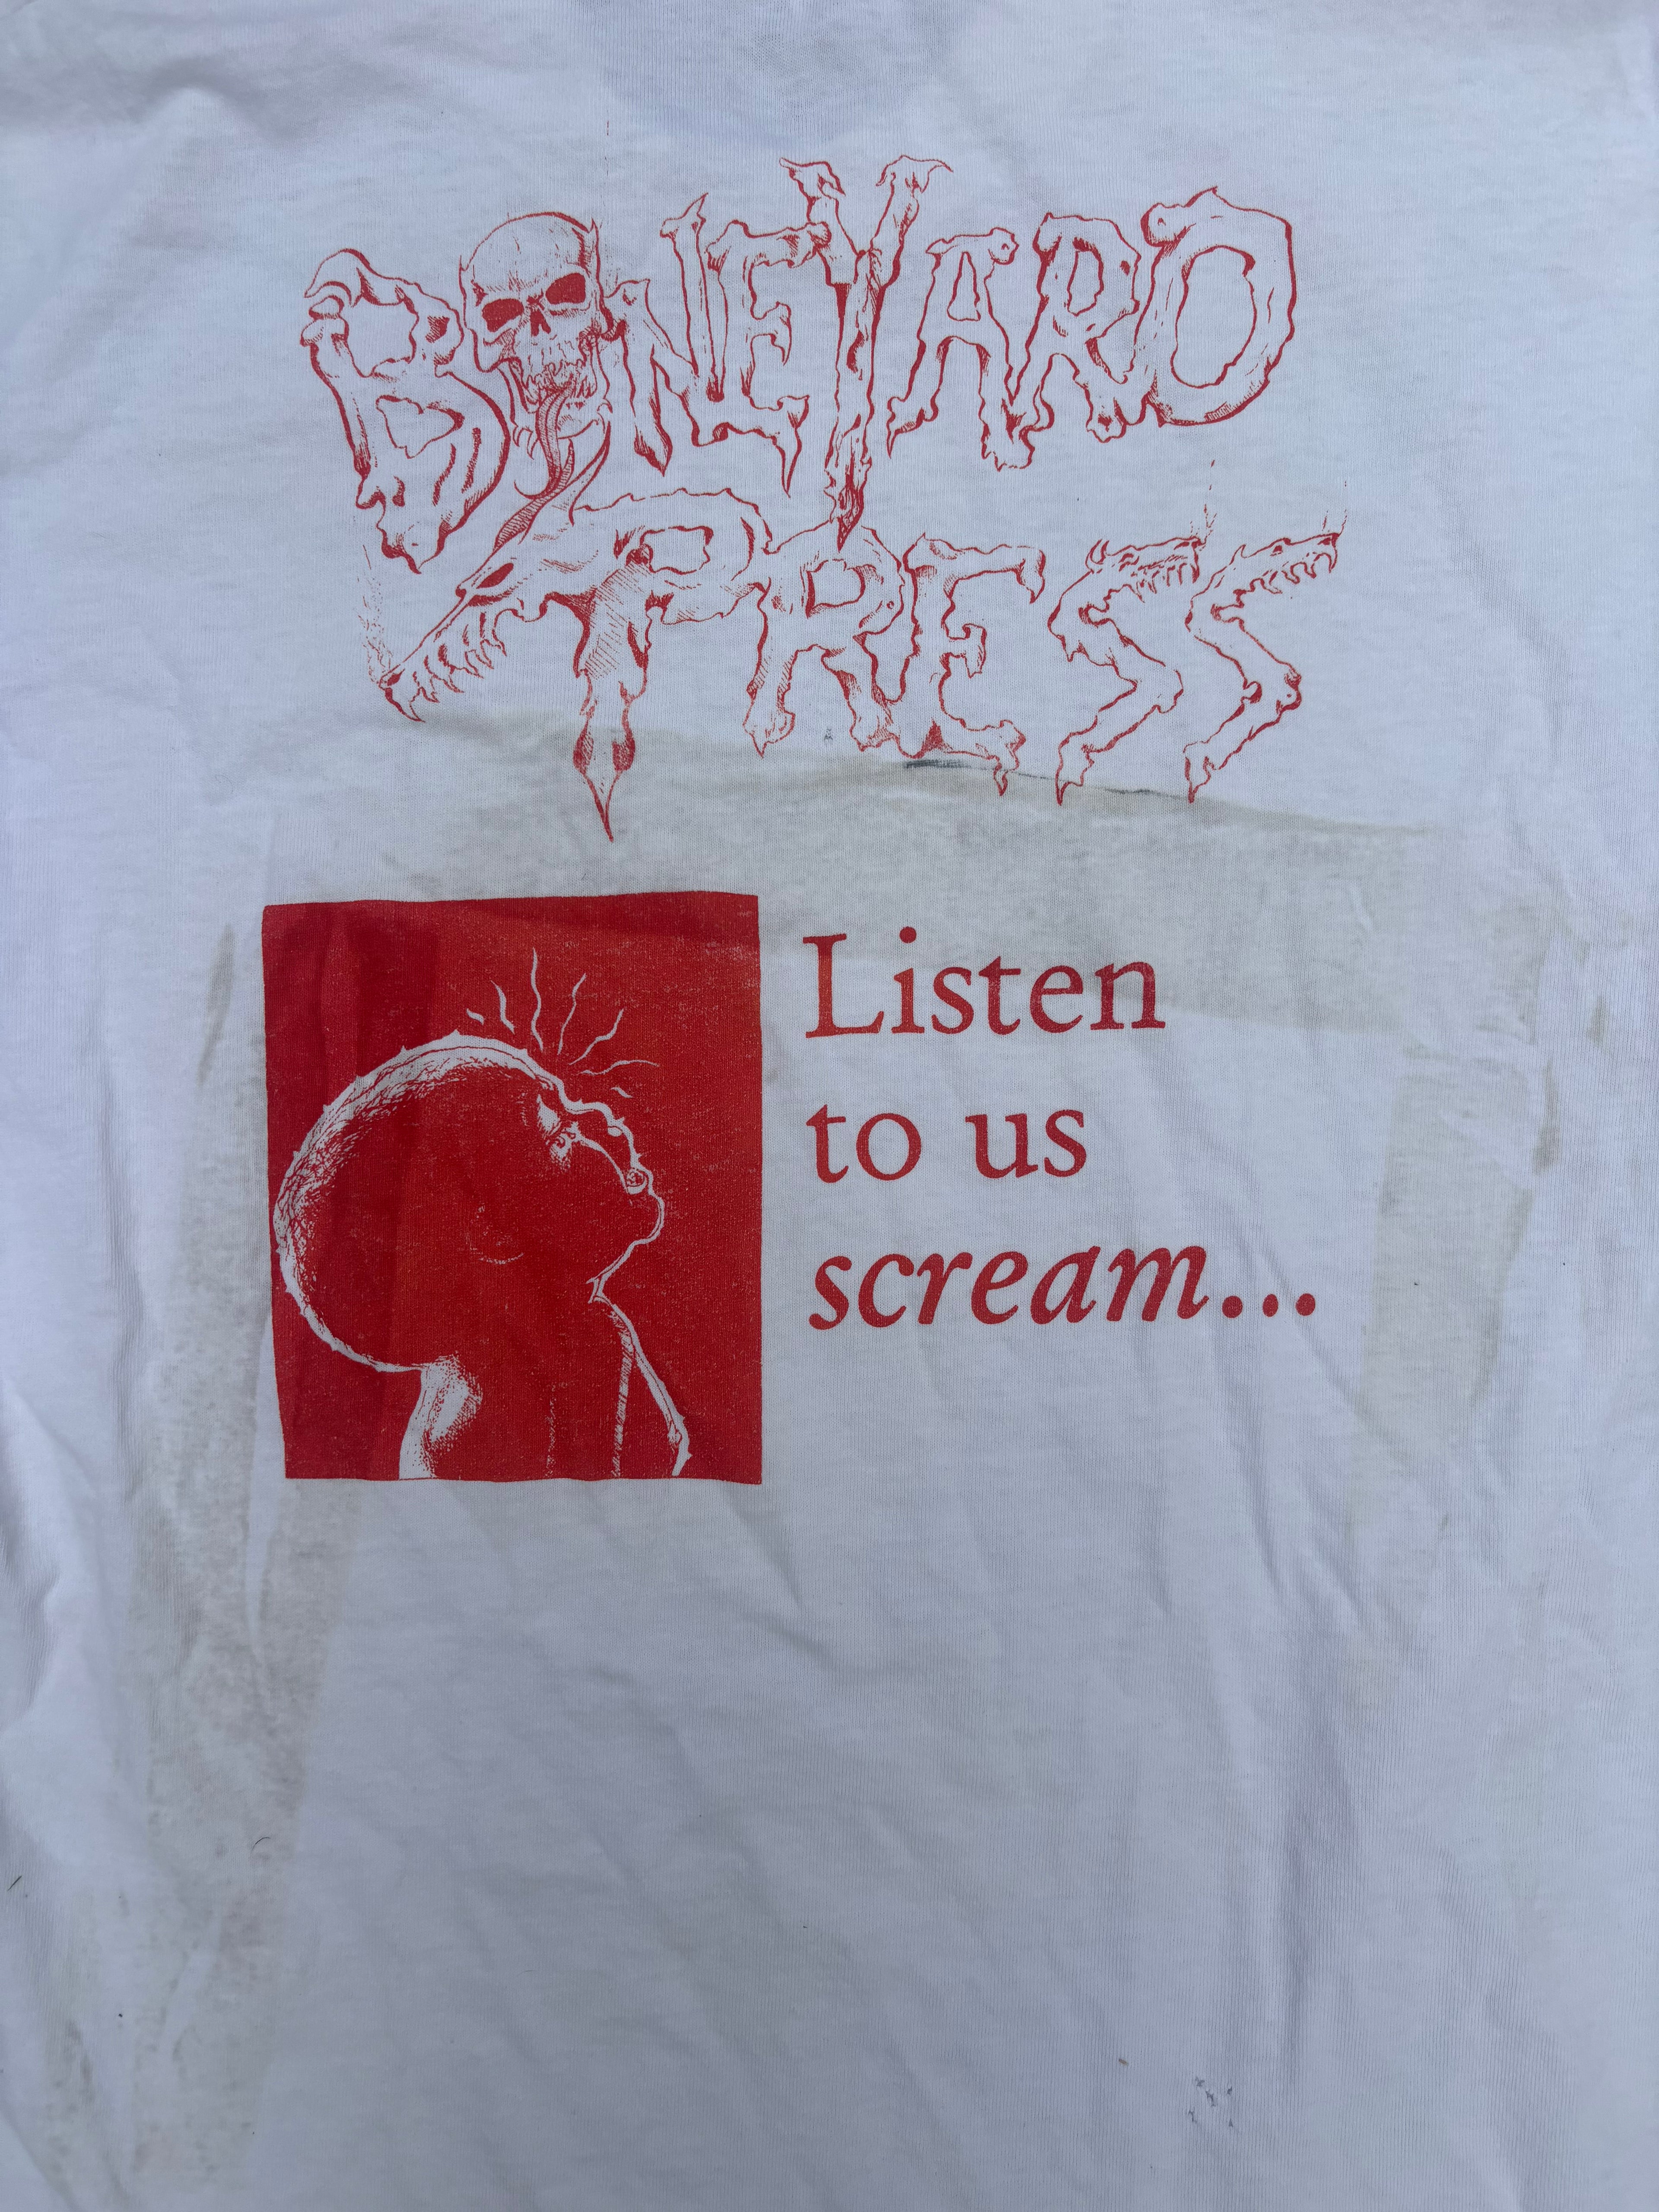 BONEYARD
PRESS
Listen
to us
scream...